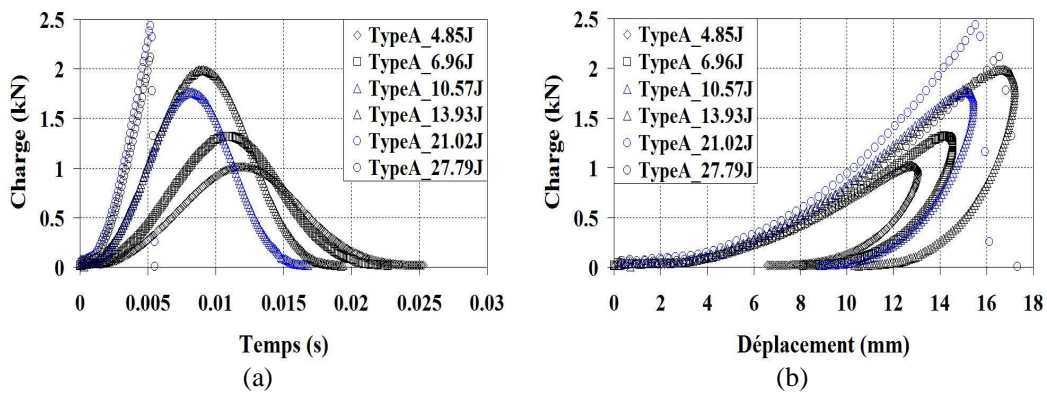 2.5
2
1.5
1
0.5
0
Charge (kN)
0 0.005 0.01 0.015 0.02 0.025 0.03
Temps (s)
TypeA_4.85J
TypeA_6.96J
TypeA_10.57J
TypeA_13.93J
TypeA_21.02J
TypeA_27.79J
(a)
2.5
2
1.5
1
0.5
0
Charge (kN)
0 2 4 6 8 10 12 14 16 18
Déplacement (mm)
TypeA_4.85J
TypeA_6.96J
TypeA_10.57J
TypeA_13.93J
TypeA_21.02J
TypeA_27.79J
(b)